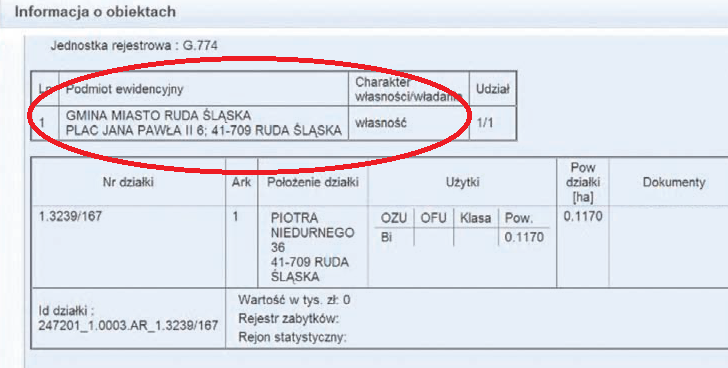 Informacja o obiektach
Jednostka rejestrowa : G.774
Lp Podmiot ewidencyjny Charakter własności/władania Udział
1 GMINA MIASTO RUDA ŚLĄSKA
PLAC JANA PAWŁA II 6; 41-709 RUDA ŚLĄSKA własność 1/1
Nr działki Ark Położenie działki Użytki Pow działki [ha] Dokumenty
1.3239/167 1 PIOTRA
NIEDURNEGO
36
41-709 RUDA
ŚLĄSKA
OZU OFU Klasa Pow. 0.1170
Bi 0.1170
Id działki :
247201_1.0003.AR_1.3239/167
Wartość w tys. zł: 0
Rejestr zabytków:
Rejon statystyczny: